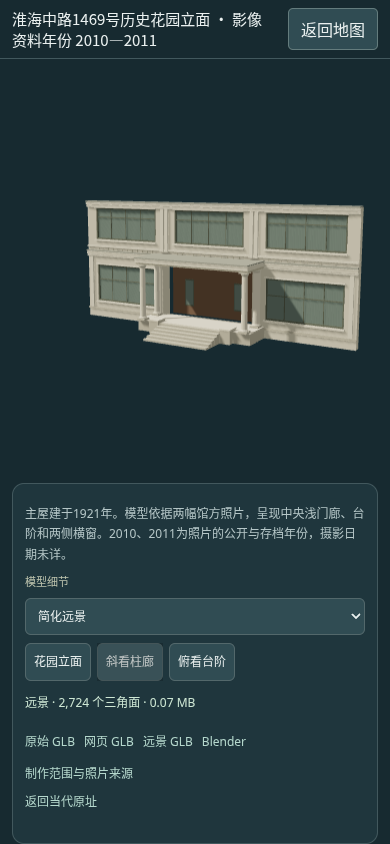 淮海中路1469号历史花园立面 · 影像
资料年份 2010—2011
返回地图
主屋建于1921年。模型依据两幅馆方照片，呈现中央浅门廊、台
阶和两侧横窗。2010、2011为照片的公开与存档年份，摄影日
期未详。
模型细节
简化远景
花园立面 斜看柱廊 俯看台阶
远景 · 2,724 个三角面 · 0.07 MB
原始 GLB 网页 GLB 远景 GLB Blender
制作范围与照片来源
返回当代原址